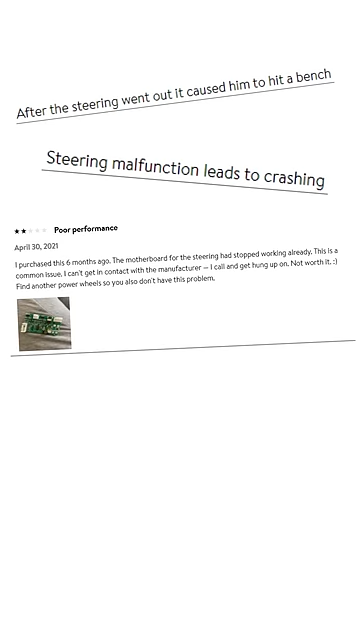 After the steering went out it caused him to hit a bench
Steering malfunction leads to crashing
Poor performance
April 30, 2021
I purchased this 6 months ago. The motherboard for the steering had stopped working already. This is a
common issue. I can't get in contact with the manufacturer – I call and get hung up on. Not worth it. :)
Find another power wheels so you also don't have this problem.